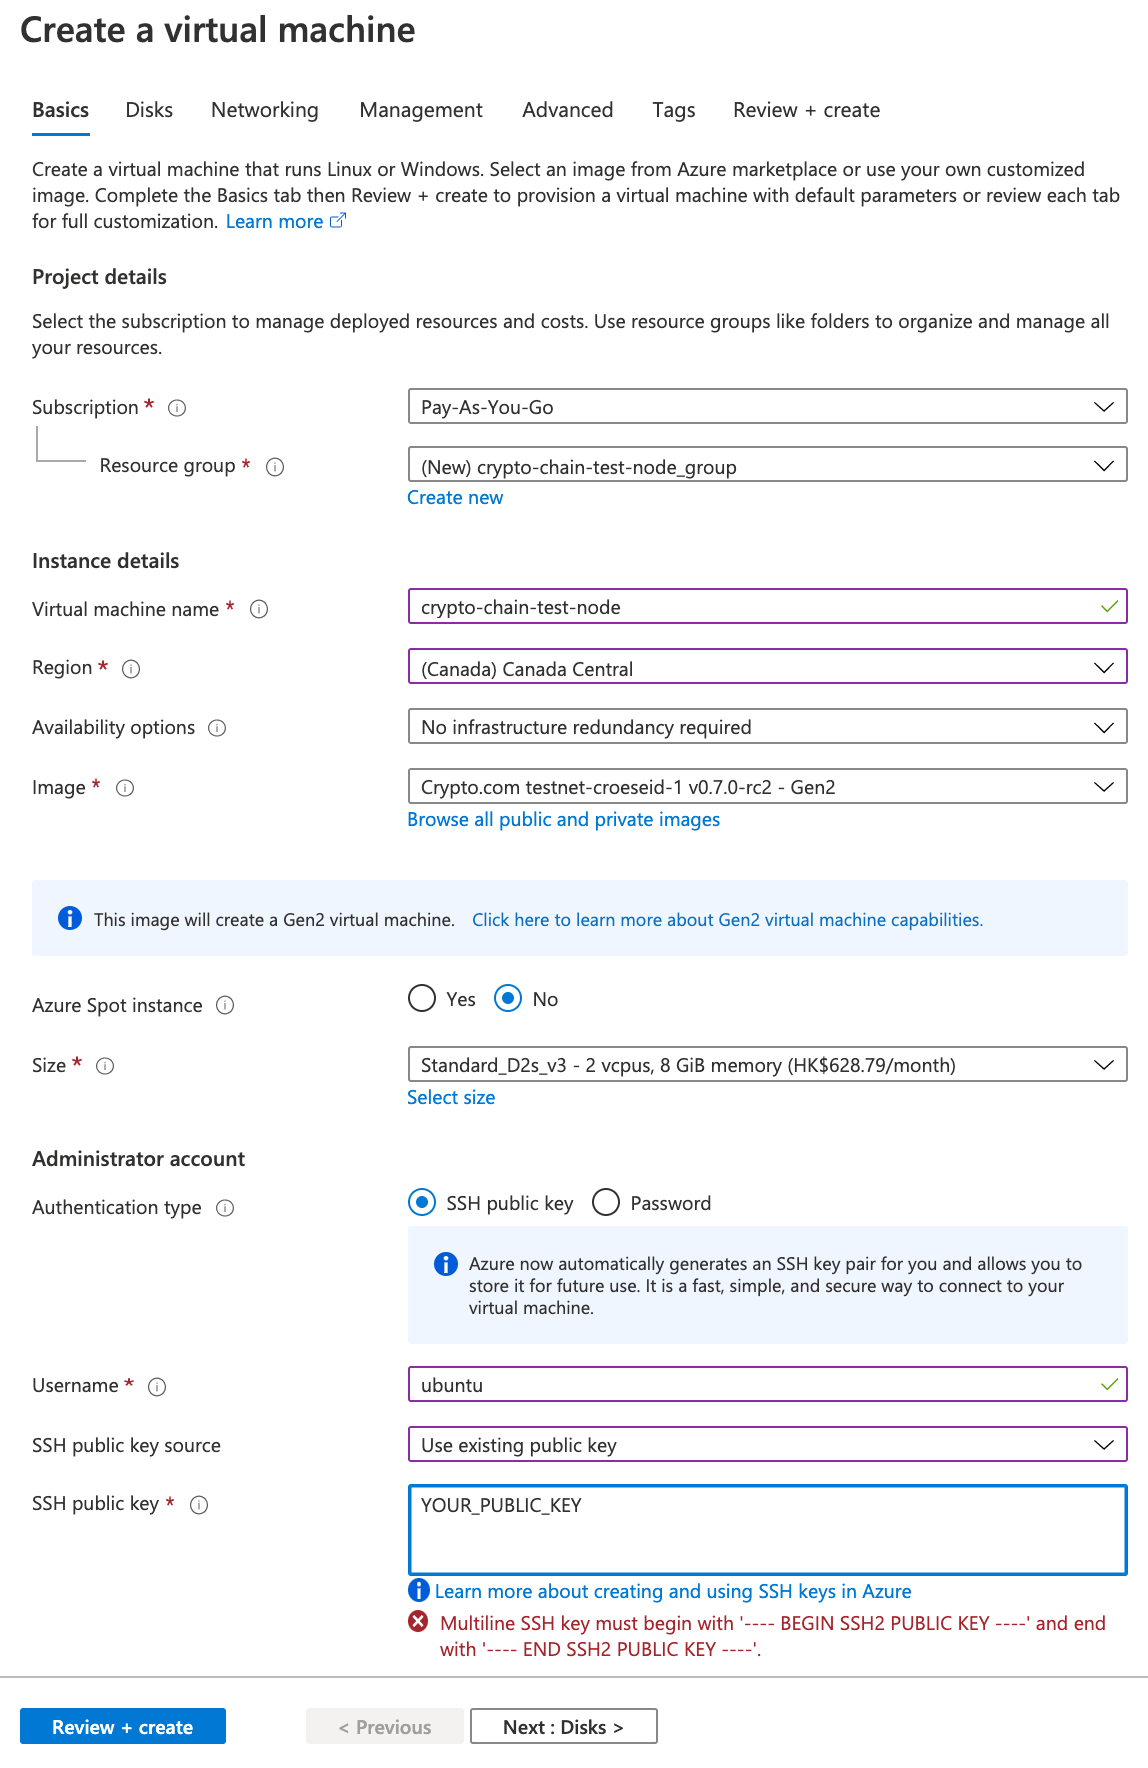 Create a virtual machine
Basics Disks Networking Management Advanced Tags Review + create
Create a virtual machine that runs Linux or Windows. Select an image from Azure marketplace or use your own customized
image. Complete the Basics tab then Review + create to provision a virtual machine with default parameters or review each tab
for full customization. Learn more
Project details
Select the subscription to manage deployed resources and costs. Use resource groups like folders to organize and manage all
your resources.
Subscription * Pay-As-You-Go
Resource group * (New) crypto-chain-test-node_group
Create new
Instance details
Virtual machine name * crypto-chain-test-node
Region * (Canada) Canada Central
Availability options No infrastructure redundancy required
Image * Crypto.com testnet-croeseid-1 v0.7.0-rc2 - Gen2
Browse all public and private images
This image will create a Gen2 virtual machine. Click here to learn more about Gen2 virtual machine capabilities.
Azure Spot instance Yes No
Size * Standard_D2s_v3 - 2 vcpus, 8 GiB memory (HK$628.79/month)
Select size
Administrator account
Authentication type SSH public key Password
Azure now automatically generates an SSH key pair for you and allows you to
store it for future use. It is a fast, simple, and secure way to connect to your
virtual machine.
Username * ubuntu
SSH public key source Use existing public key
SSH public key * YOUR_PUBLIC_KEY
Learn more about creating and using SSH keys in Azure
Multiline SSH key must begin with '---- BEGIN SSH2 PUBLIC KEY ----' and end
with '---- END SSH2 PUBLIC KEY ----'.
Review + create < Previous Next : Disks >